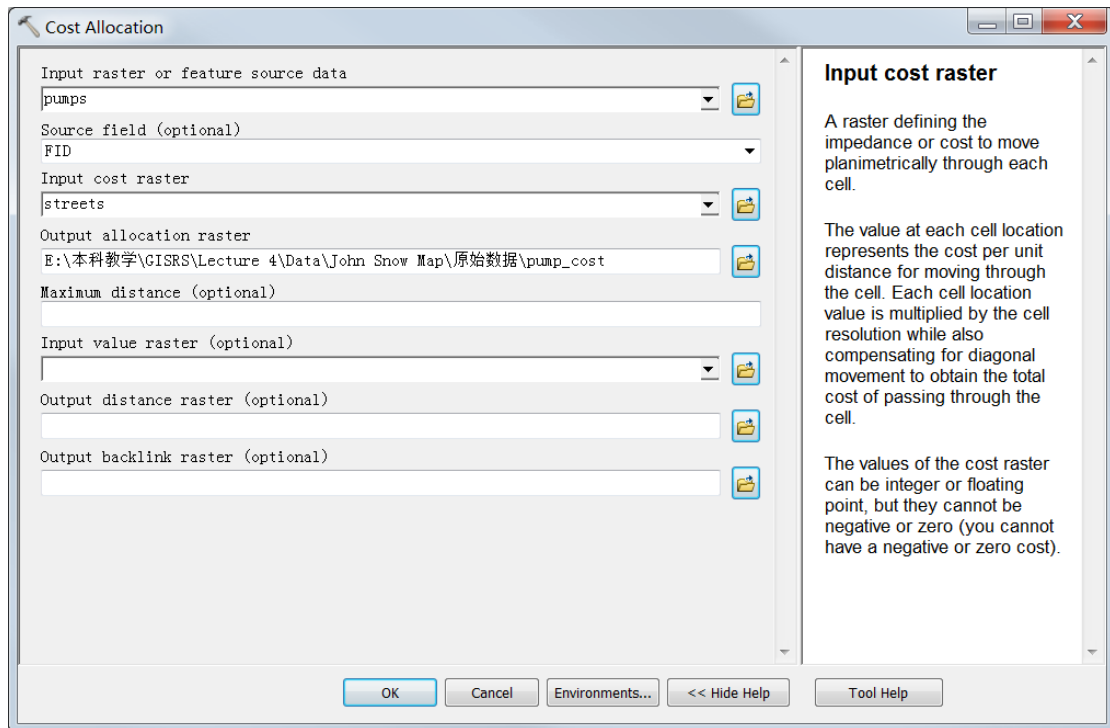 Cost Allocation
Input raster or feature source data
pumps
Source field (optional)
FID
Input cost raster
streets
Output allocation raster
E:\本科教学\GISRS\Lecture 4\Data\John Snow Map\原始数据\pump_cost
Maximum distance (optional)
Input value raster (optional)
Output distance raster (optional)
Output backlink raster (optional)
Input cost raster
A raster defining the
impedance or cost to move
planimetrically through each
cell.
The value at each cell location
represents the cost per unit
distance for moving through
the cell. Each cell location
value is multiplied by the cell
resolution while also
compensating for diagonal
movement to obtain the total
cost of passing through the
cell.
The values of the cost raster
can be integer or floating
point, but they cannot be
negative or zero (you cannot
have a negative or zero cost).
OK
Cancel
Environments...
<< Hide Help
Tool Help